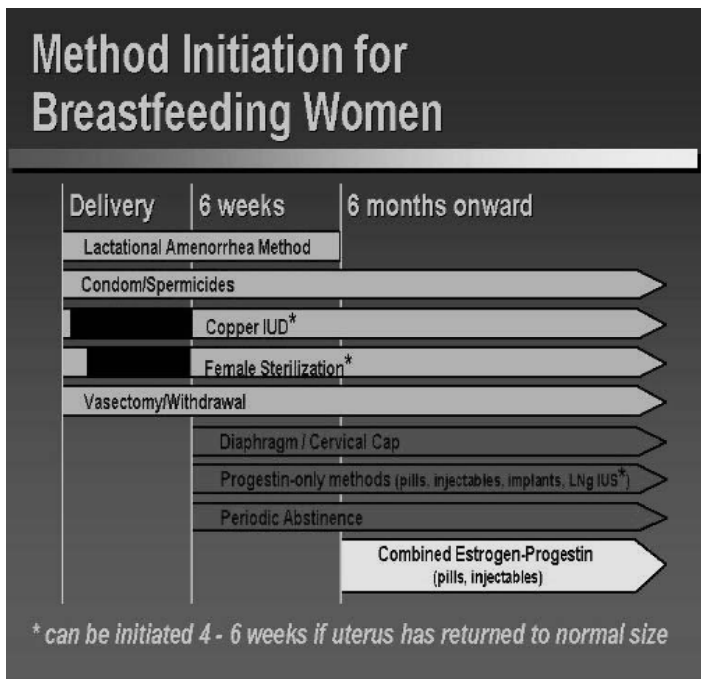 Method Initiation for
Breastfeeding Women
Delivery 6 weeks 6 months onward
Lactational Amenorrhea Method
Condom/Spermicides
Copper IUD*
Female Sterilization*
Vasectomy/Withdrawal
Diaphragm / Cervical Cap
Progestin-only methods (pills, injectables, implants, LNg IUS*)
Periodic Abstinence
Combined Estrogen-Progestin
(pills, injectables)
* can be initiated 4 - 6 weeks if uterus has returned to normal size